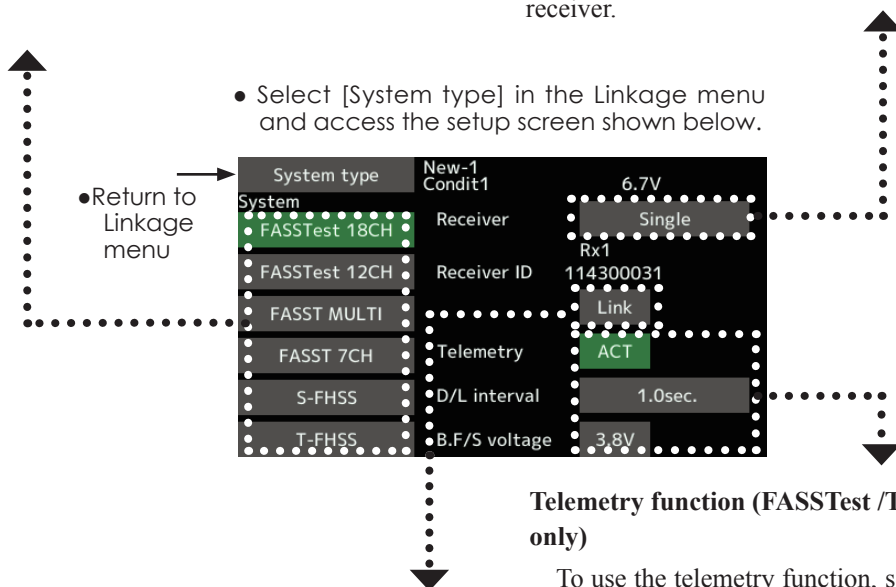 receiver.
● Select [System type] in the Linkage menu
and access the setup screen shown below.
●Return to
Linkage
menu
System type
New-1
Condit1
6.7V
System
FASSTest 18CH
FASSTest 12CH
FASST MULTI
FASST 7CH
S-FHSS
T-FHSS
Receiver
Single
Rx1
Receiver ID
114300031
Link
Telemetry
ACT
D/L interval
1.0sec.
B.F/S voltage
3.8V
Telemetry function (FASSTest /T
only)
To use the telemetry function, s